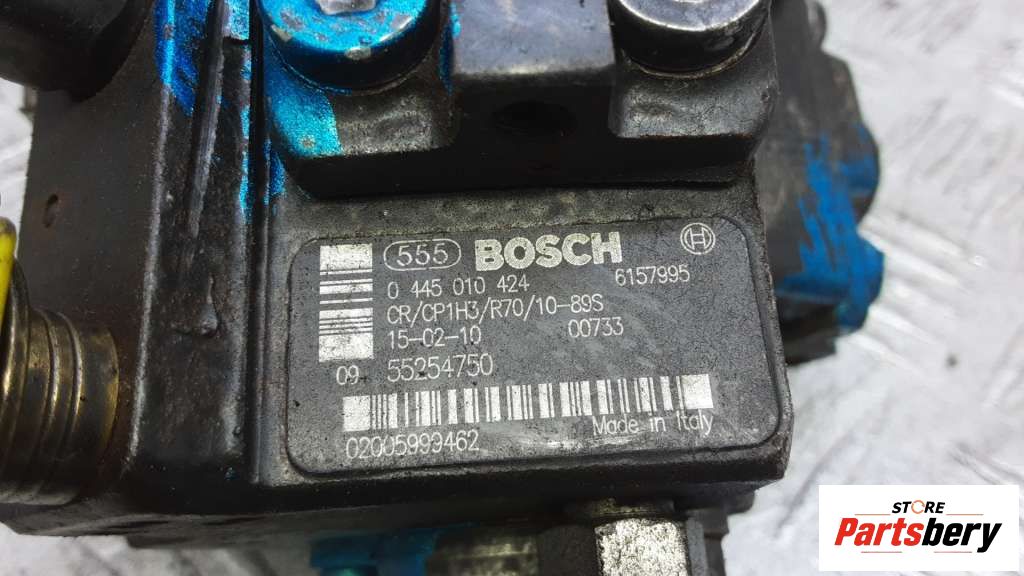 555 BOSCH
0 445 010 424 6157995
CR/CP1H3/R70/10-89S
15-02-10 00733
09 55254750
Made in Italy
02005999462
STORE
Partsbery